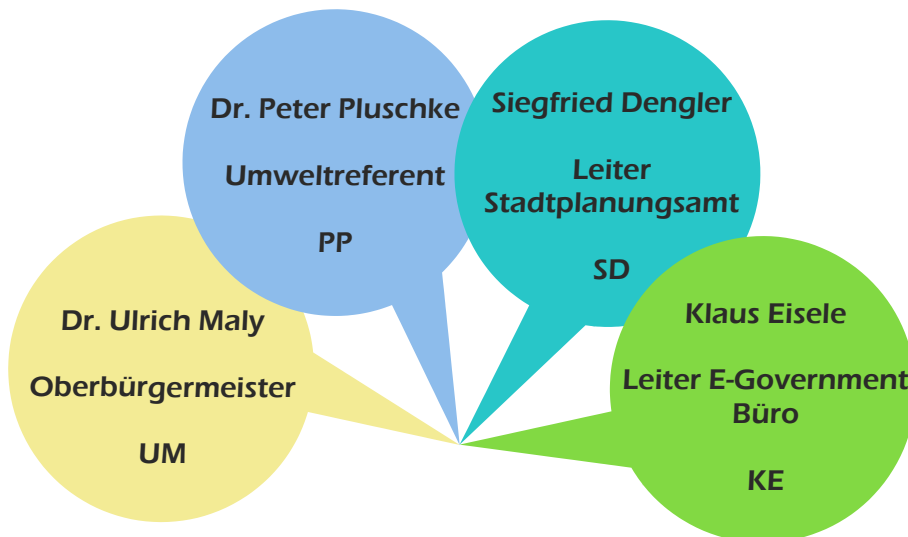 Dr. Ulrich Maly
Oberbürgermeister
UM
Dr. Peter Pluschke
Umweltreferent
PP
Siegfried Dengler
Leiter
Stadtplanungsamt
SD
Klaus Eisele
Leiter E-Government
Büro
KE